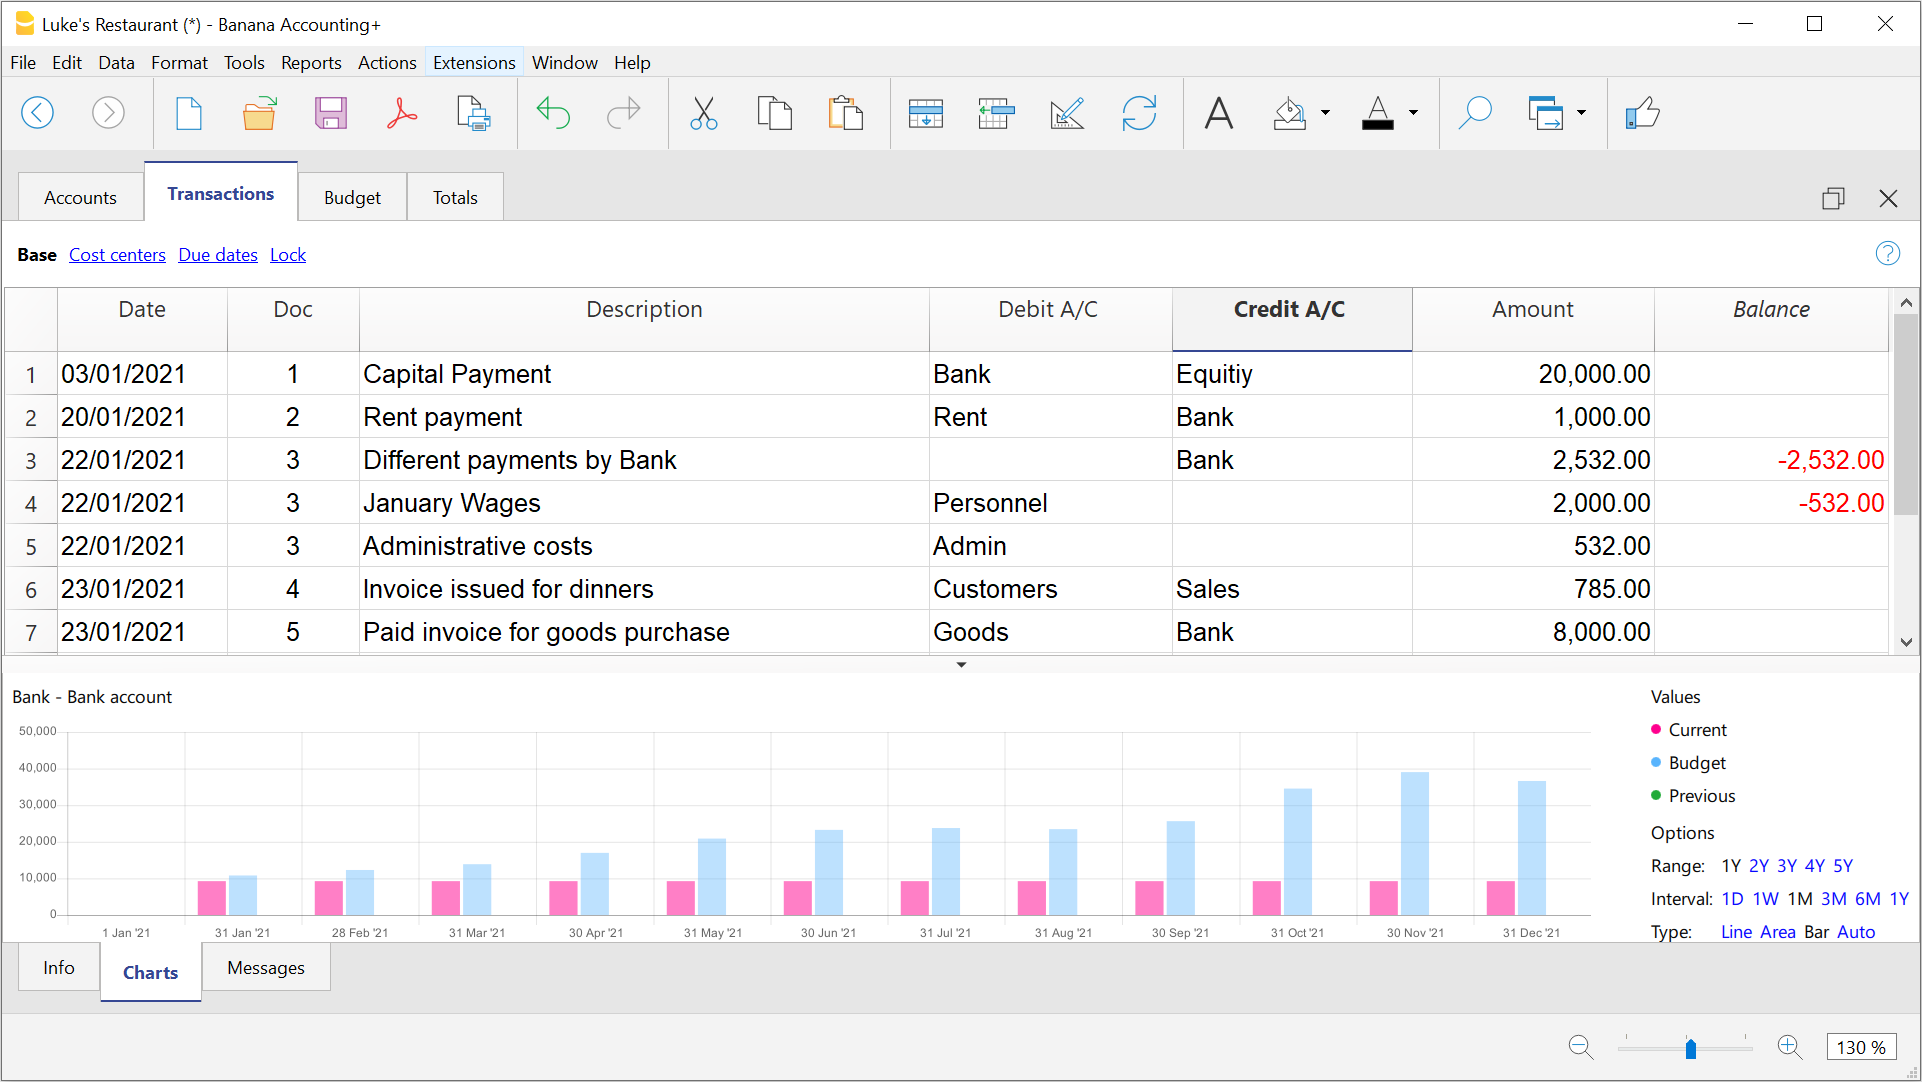 Luke's Restaurant (*) - Banana Accounting+
File Edit Data Format Tools Reports Actions Extensions Window Help
A A
Accounts Transactions Budget Totals
Base Cost centers Due dates Lock ?
Date Doc Description Debit A/C Credit A/C Amount Balance
1 03/01/2021 1 Capital Payment Bank Equitiy 20,000.00
2 20/01/2021 2 Rent payment Rent Bank 1,000.00
3 22/01/2021 3 Different payments by Bank Bank 2,532.00 -2,532.00
4 22/01/2021 3 January Wages Personnel 2,000.00 -532.00
5 22/01/2021 3 Administrative costs Admin 532.00
6 23/01/2021 4 Invoice issued for dinners Customers Sales 785.00
7 23/01/2021 5 Paid invoice for goods purchase Goods Bank 8,000.00
Bank - Bank account
50,000
40,000
30,000
20,000
10,000
0
1 Jan '21 31 Jan '21 28 Feb '21 31 Mar '21 30 Apr '21 31 May '21 30 Jun '21 31 Jul '21 31 Aug '21 30 Sep '21 31 Oct '21 30 Nov '21 31 Dec '21
Values
Current
Budget
Previous
Options
Range: 1Y 2Y 3Y 4Y 5Y
Interval: 1D 1W 1M 3M 6M 1Y
Type: Line Area Bar Auto
Info Charts Messages
130 %